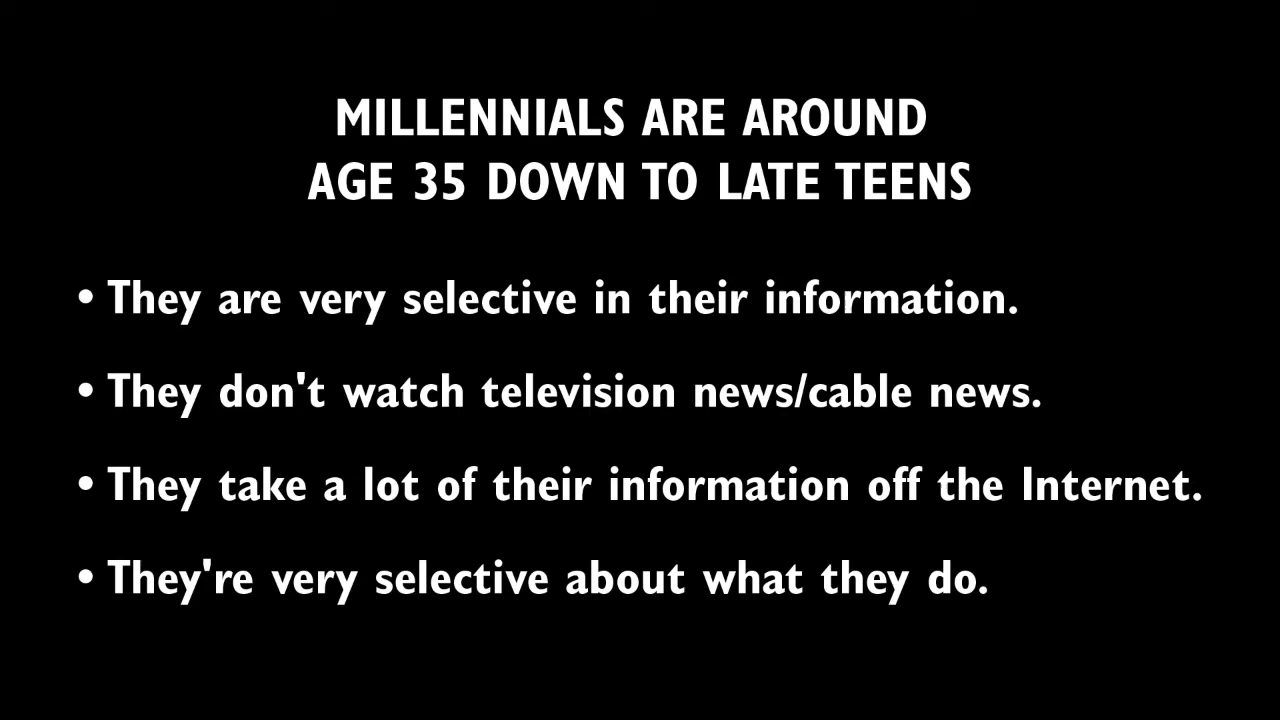 MILLENNIALS ARE AROUND
AGE 35 DOWN TO LATE TEENS
• They are very selective in their information.
• They don't watch television news/cable news.
• They take a lot of their information off the Internet.
• They're very selective about what they do.